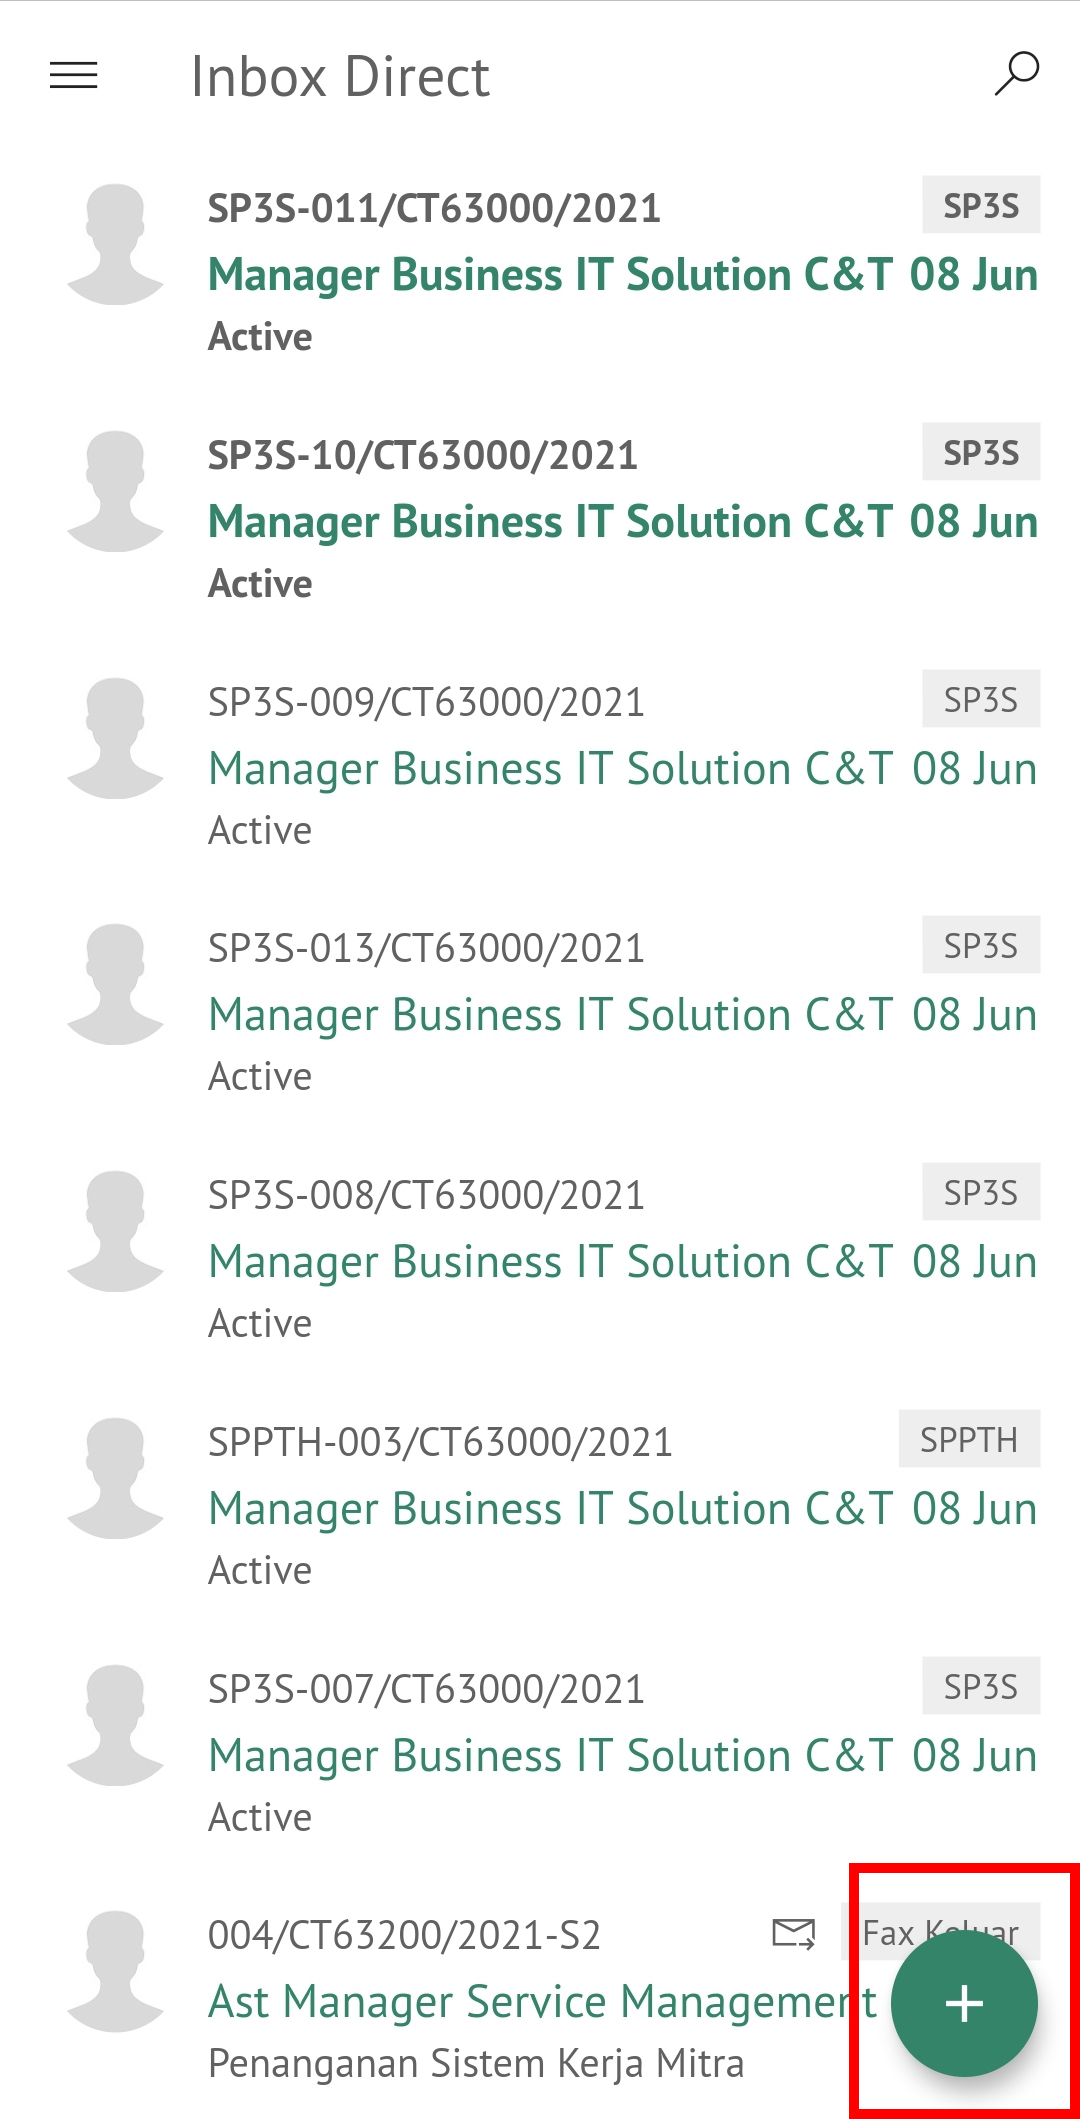 Inbox Direct
SP3S-011/CT63000/2021 SP3S
Manager Business IT Solution C&T 08 Jun
Active
SP3S-10/CT63000/2021 SP3S
Manager Business IT Solution C&T 08 Jun
Active
SP3S-009/CT63000/2021 SP3S
Manager Business IT Solution C&T 08 Jun
Active
SP3S-013/CT63000/2021 SP3S
Manager Business IT Solution C&T 08 Jun
Active
SP3S-008/CT63000/2021 SP3S
Manager Business IT Solution C&T 08 Jun
Active
SPPTH-003/CT63000/2021 SPPTH
Manager Business IT Solution C&T 08 Jun
Active
SP3S-007/CT63000/2021 SP3S
Manager Business IT Solution C&T 08 Jun
Active
004/CT63200/2021-S2 Fax Keluar
Ast Manager Service Management
Penanganan Sistem Kerja Mitra